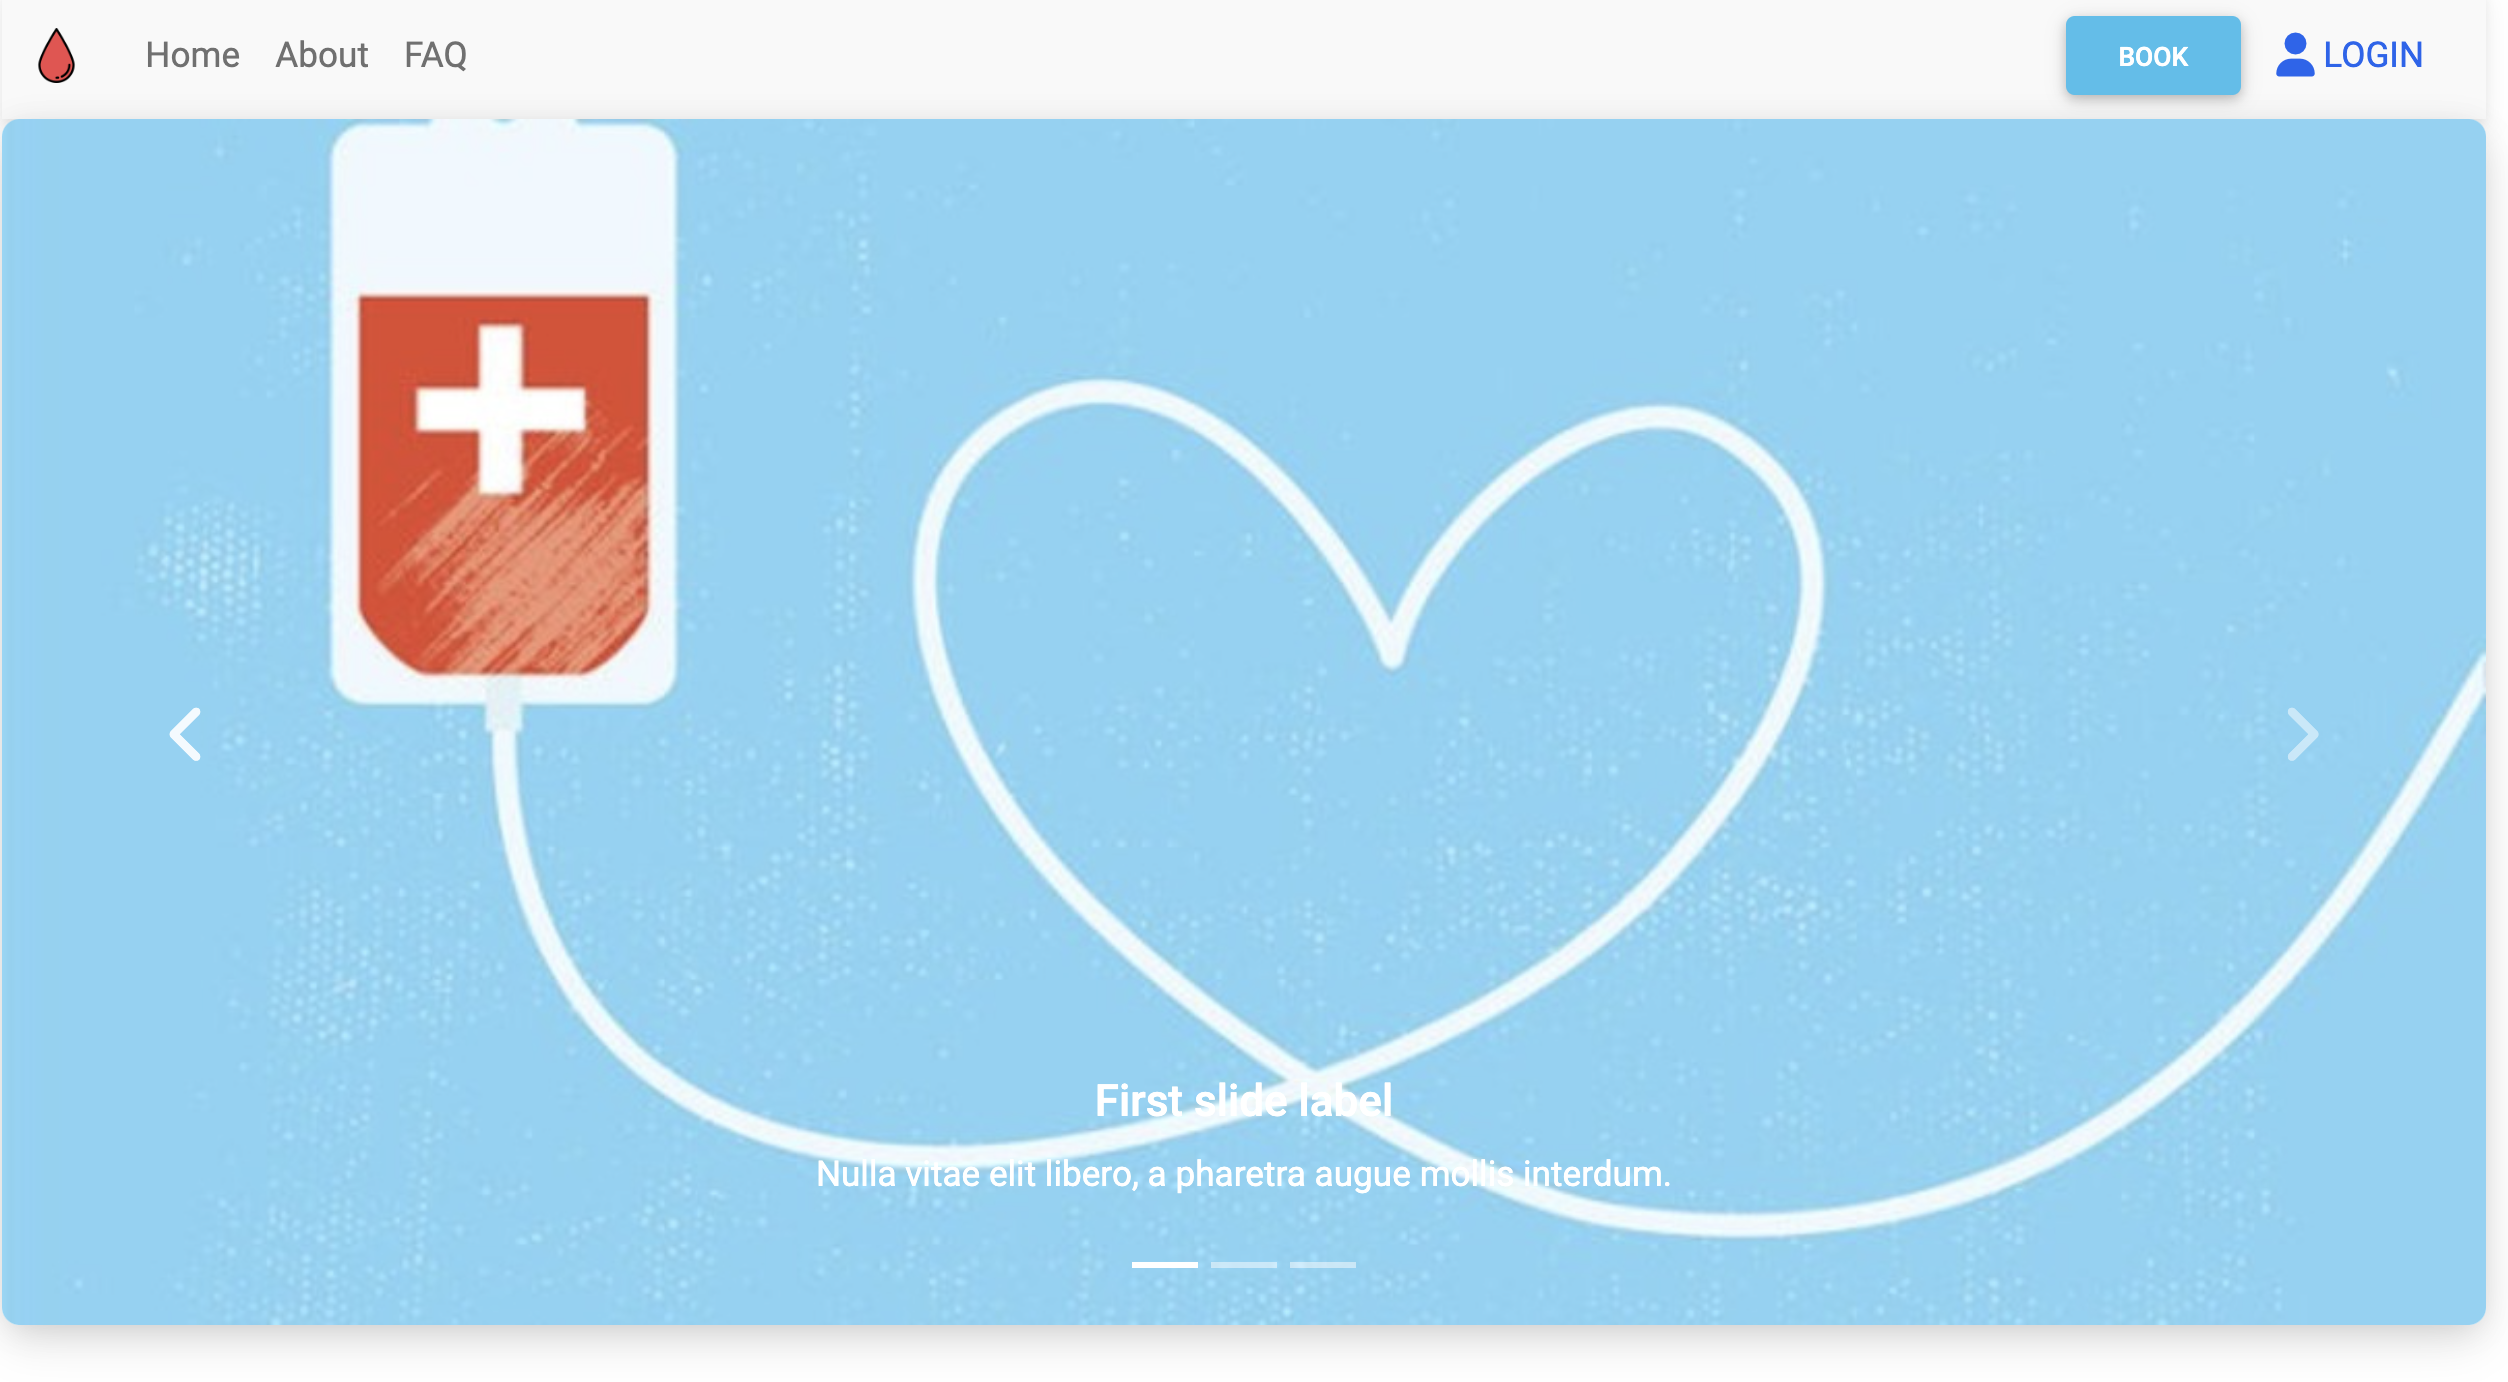 Home About FAQ BOOK LOGIN
First slide label
Nulla vitae elit libero, a pharetra augue mollis interdum.